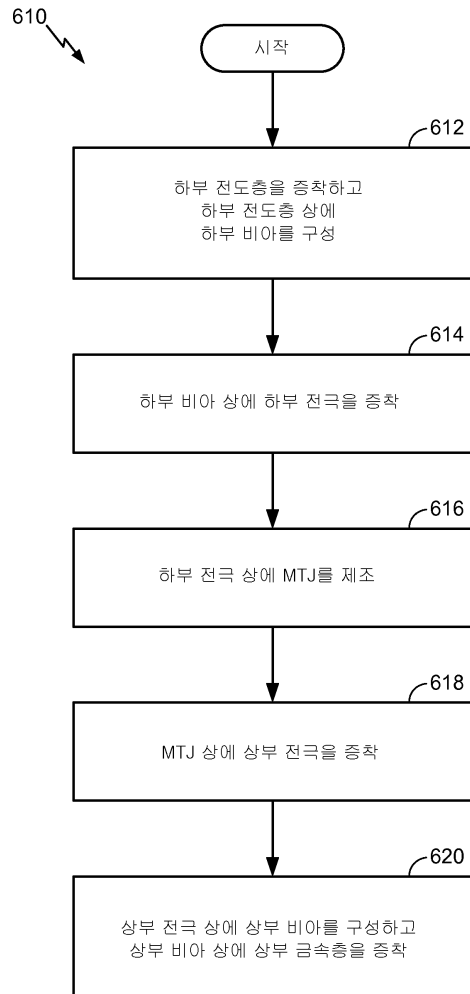 610
시작
612
하부 전도층을 증착하고
하부 전도층 상에
하부 비아를 구성
614
하부 비아 상에 하부 전극을 증착
616
하부 전극 상에 MTJ를 제조
618
MTJ 상에 상부 전극을 증착
620
상부 전극 상에 상부 비아를 구성하고
상부 비아 상에 상부 금속층을 증착